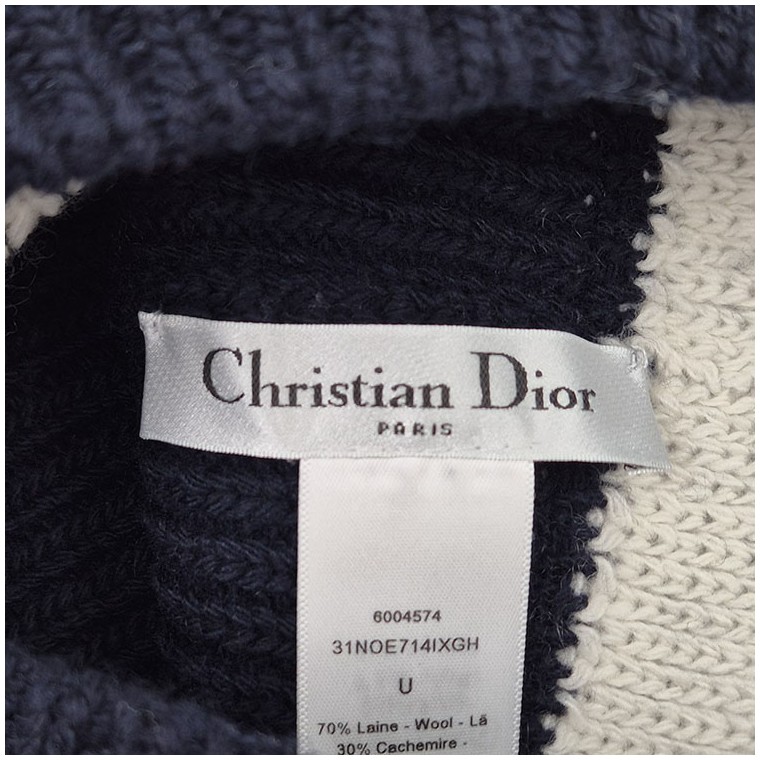 Christian Dior
PARIS
6004574
31NOE714IXGH
U
70% Laine - Wool - Lã
30% Cachemire -